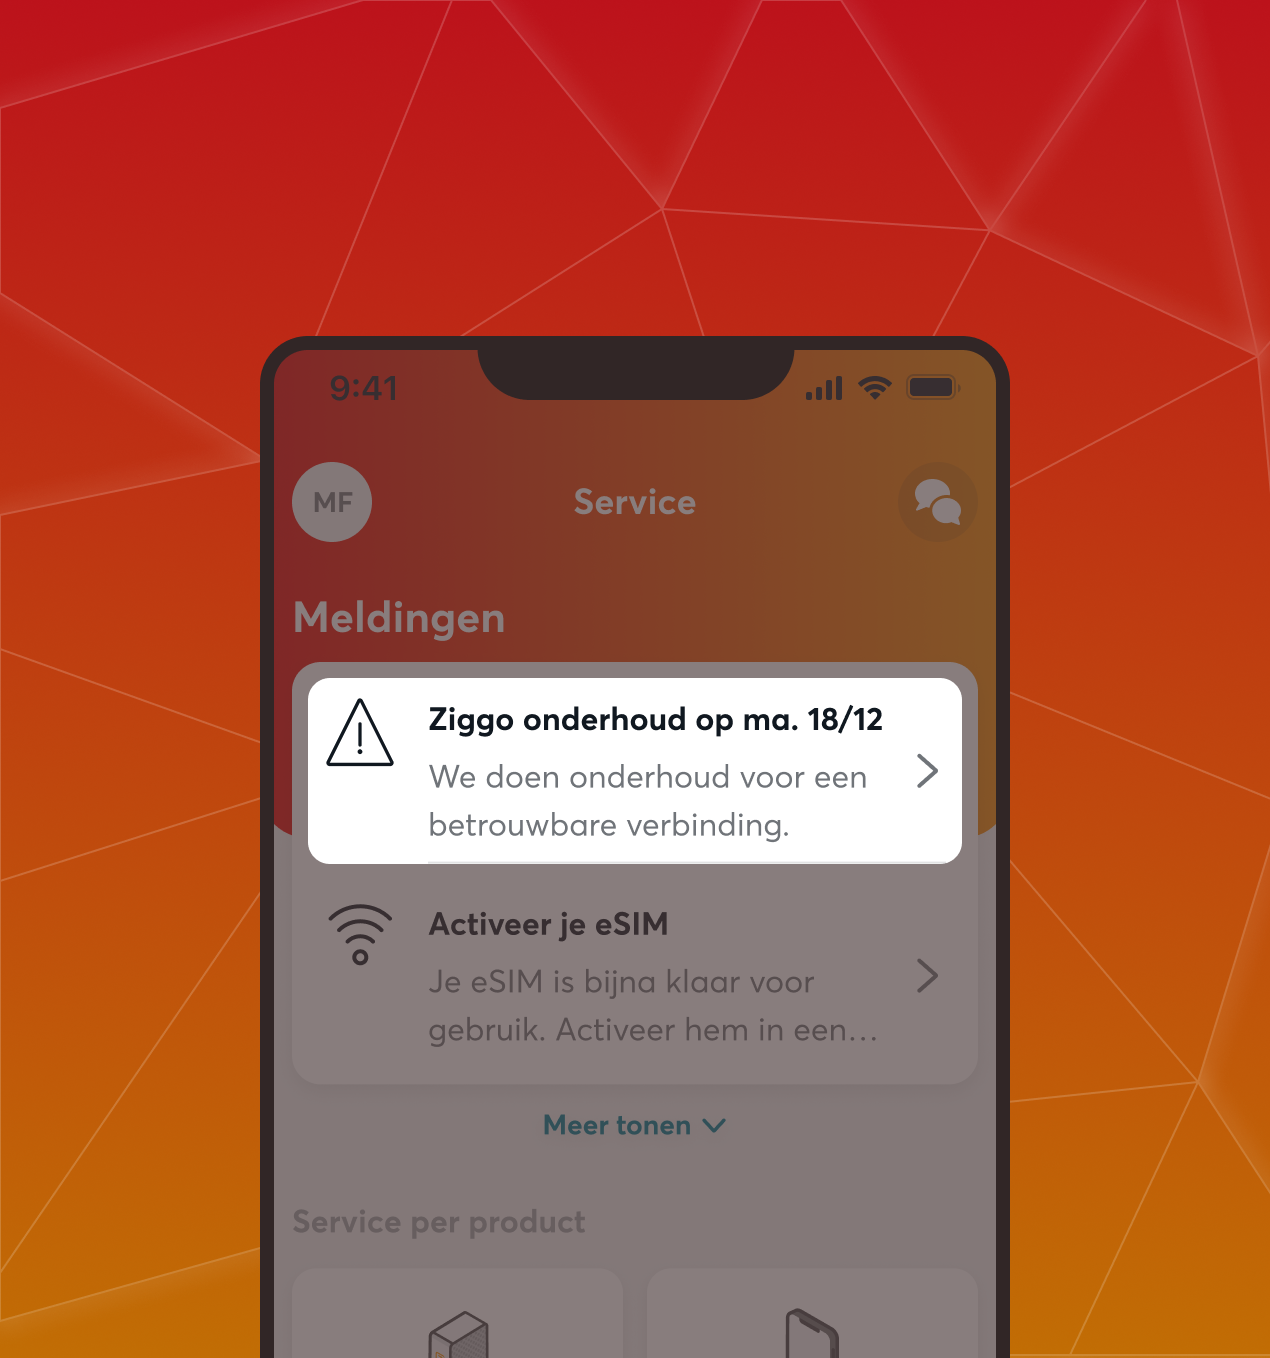 9:41
MF
Service
Meldingen
Ziggo onderhoud op ma. 18/12
We doen onderhoud voor een
betrouwbare verbinding.
Activeer je eSIM
Je eSIM is bijna klaar voor
gebruik. Activeer hem in een…
Meer tonen
Service per product